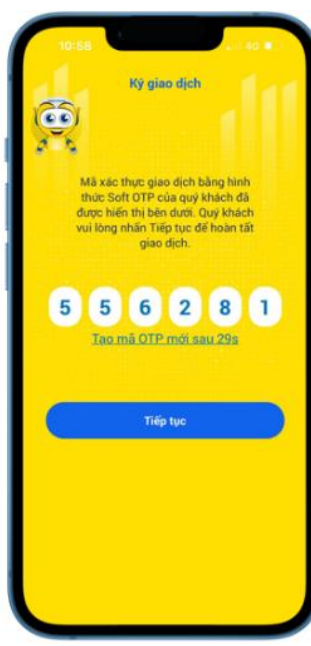 10:58
4G
Ký giao dịch
Mã xác thực giao dịch bằng hình
thức Soft OTP của quý khách đã
được hiển thị bên dưới. Quý khách
vui lòng nhấn Tiếp tục để hoàn tất
giao dịch.
5 5 6 2 8 1
Tạo mã OTP mới sau 29s
Tiếp tục